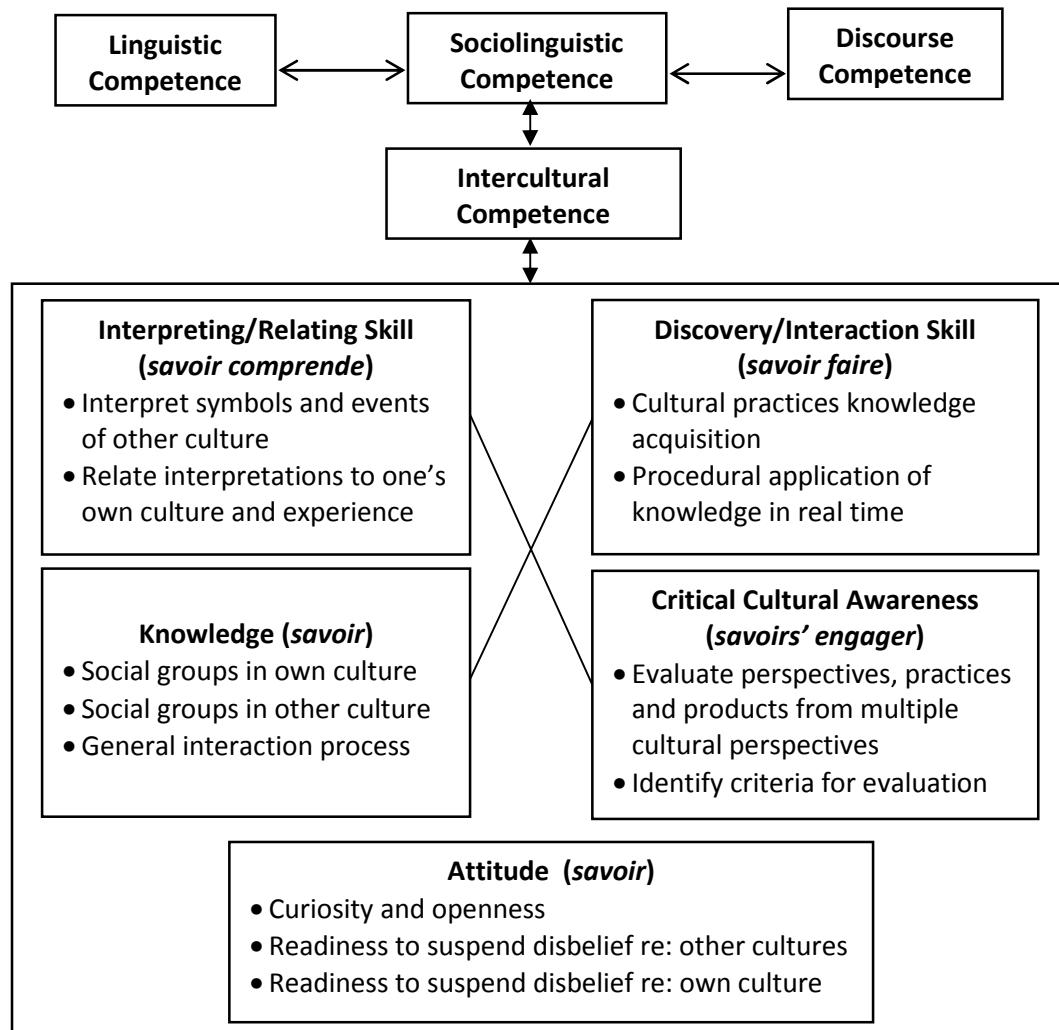 Linguistic
Competence
Sociolinguistic
Competence
Discourse
Competence
Intercultural
Competence
Interpreting/Relating Skill
(savoir comprende)
• Interpret symbols and events
of other culture
• Relate interpretations to one’s
own culture and experience
Discovery/Interaction Skill
(savoir faire)
• Cultural practices knowledge
acquisition
• Procedural application of
knowledge in real time
Knowledge (savoir)
• Social groups in own culture
• Social groups in other culture
• General interaction process
Critical Cultural Awareness
(savoirs’ engager)
• Evaluate perspectives, practices
and products from multiple
cultural perspectives
• Identify criteria for evaluation
Attitude (savoir)
• Curiosity and openness
• Readiness to suspend disbelief re: other cultures
• Readiness to suspend disbelief re: own culture